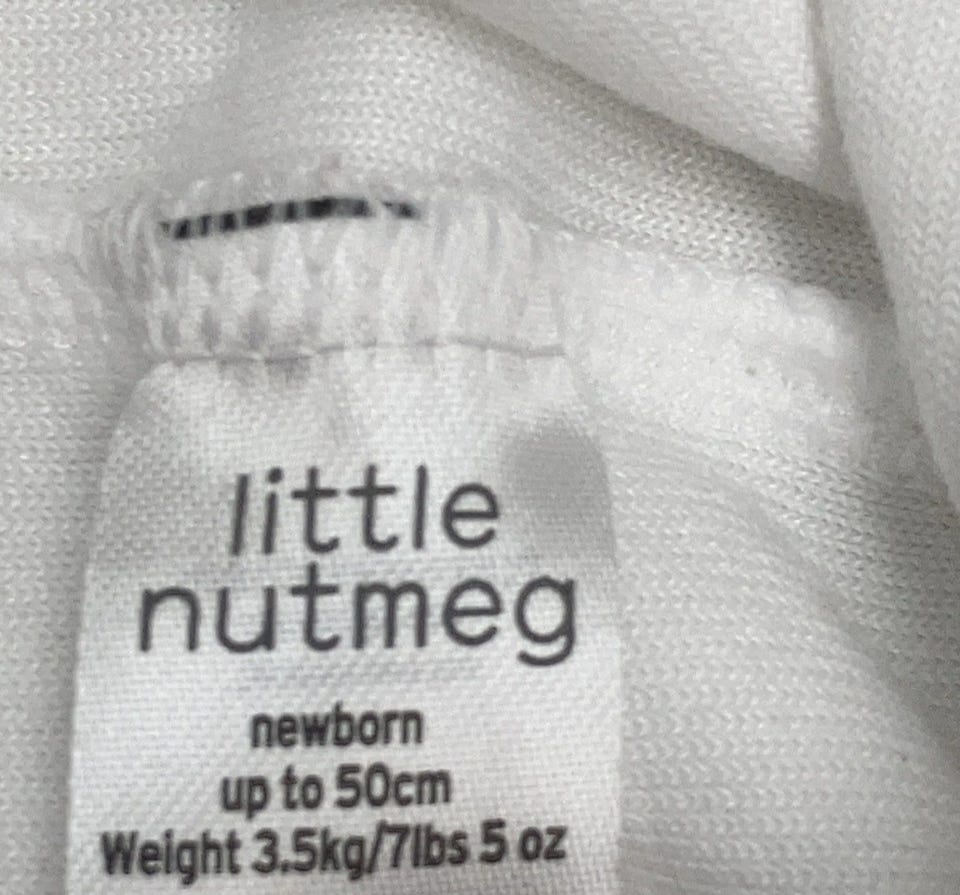 little
nutmeg
newborn
up to 50cm
Weight 3.5kg/7lbs 5 oz